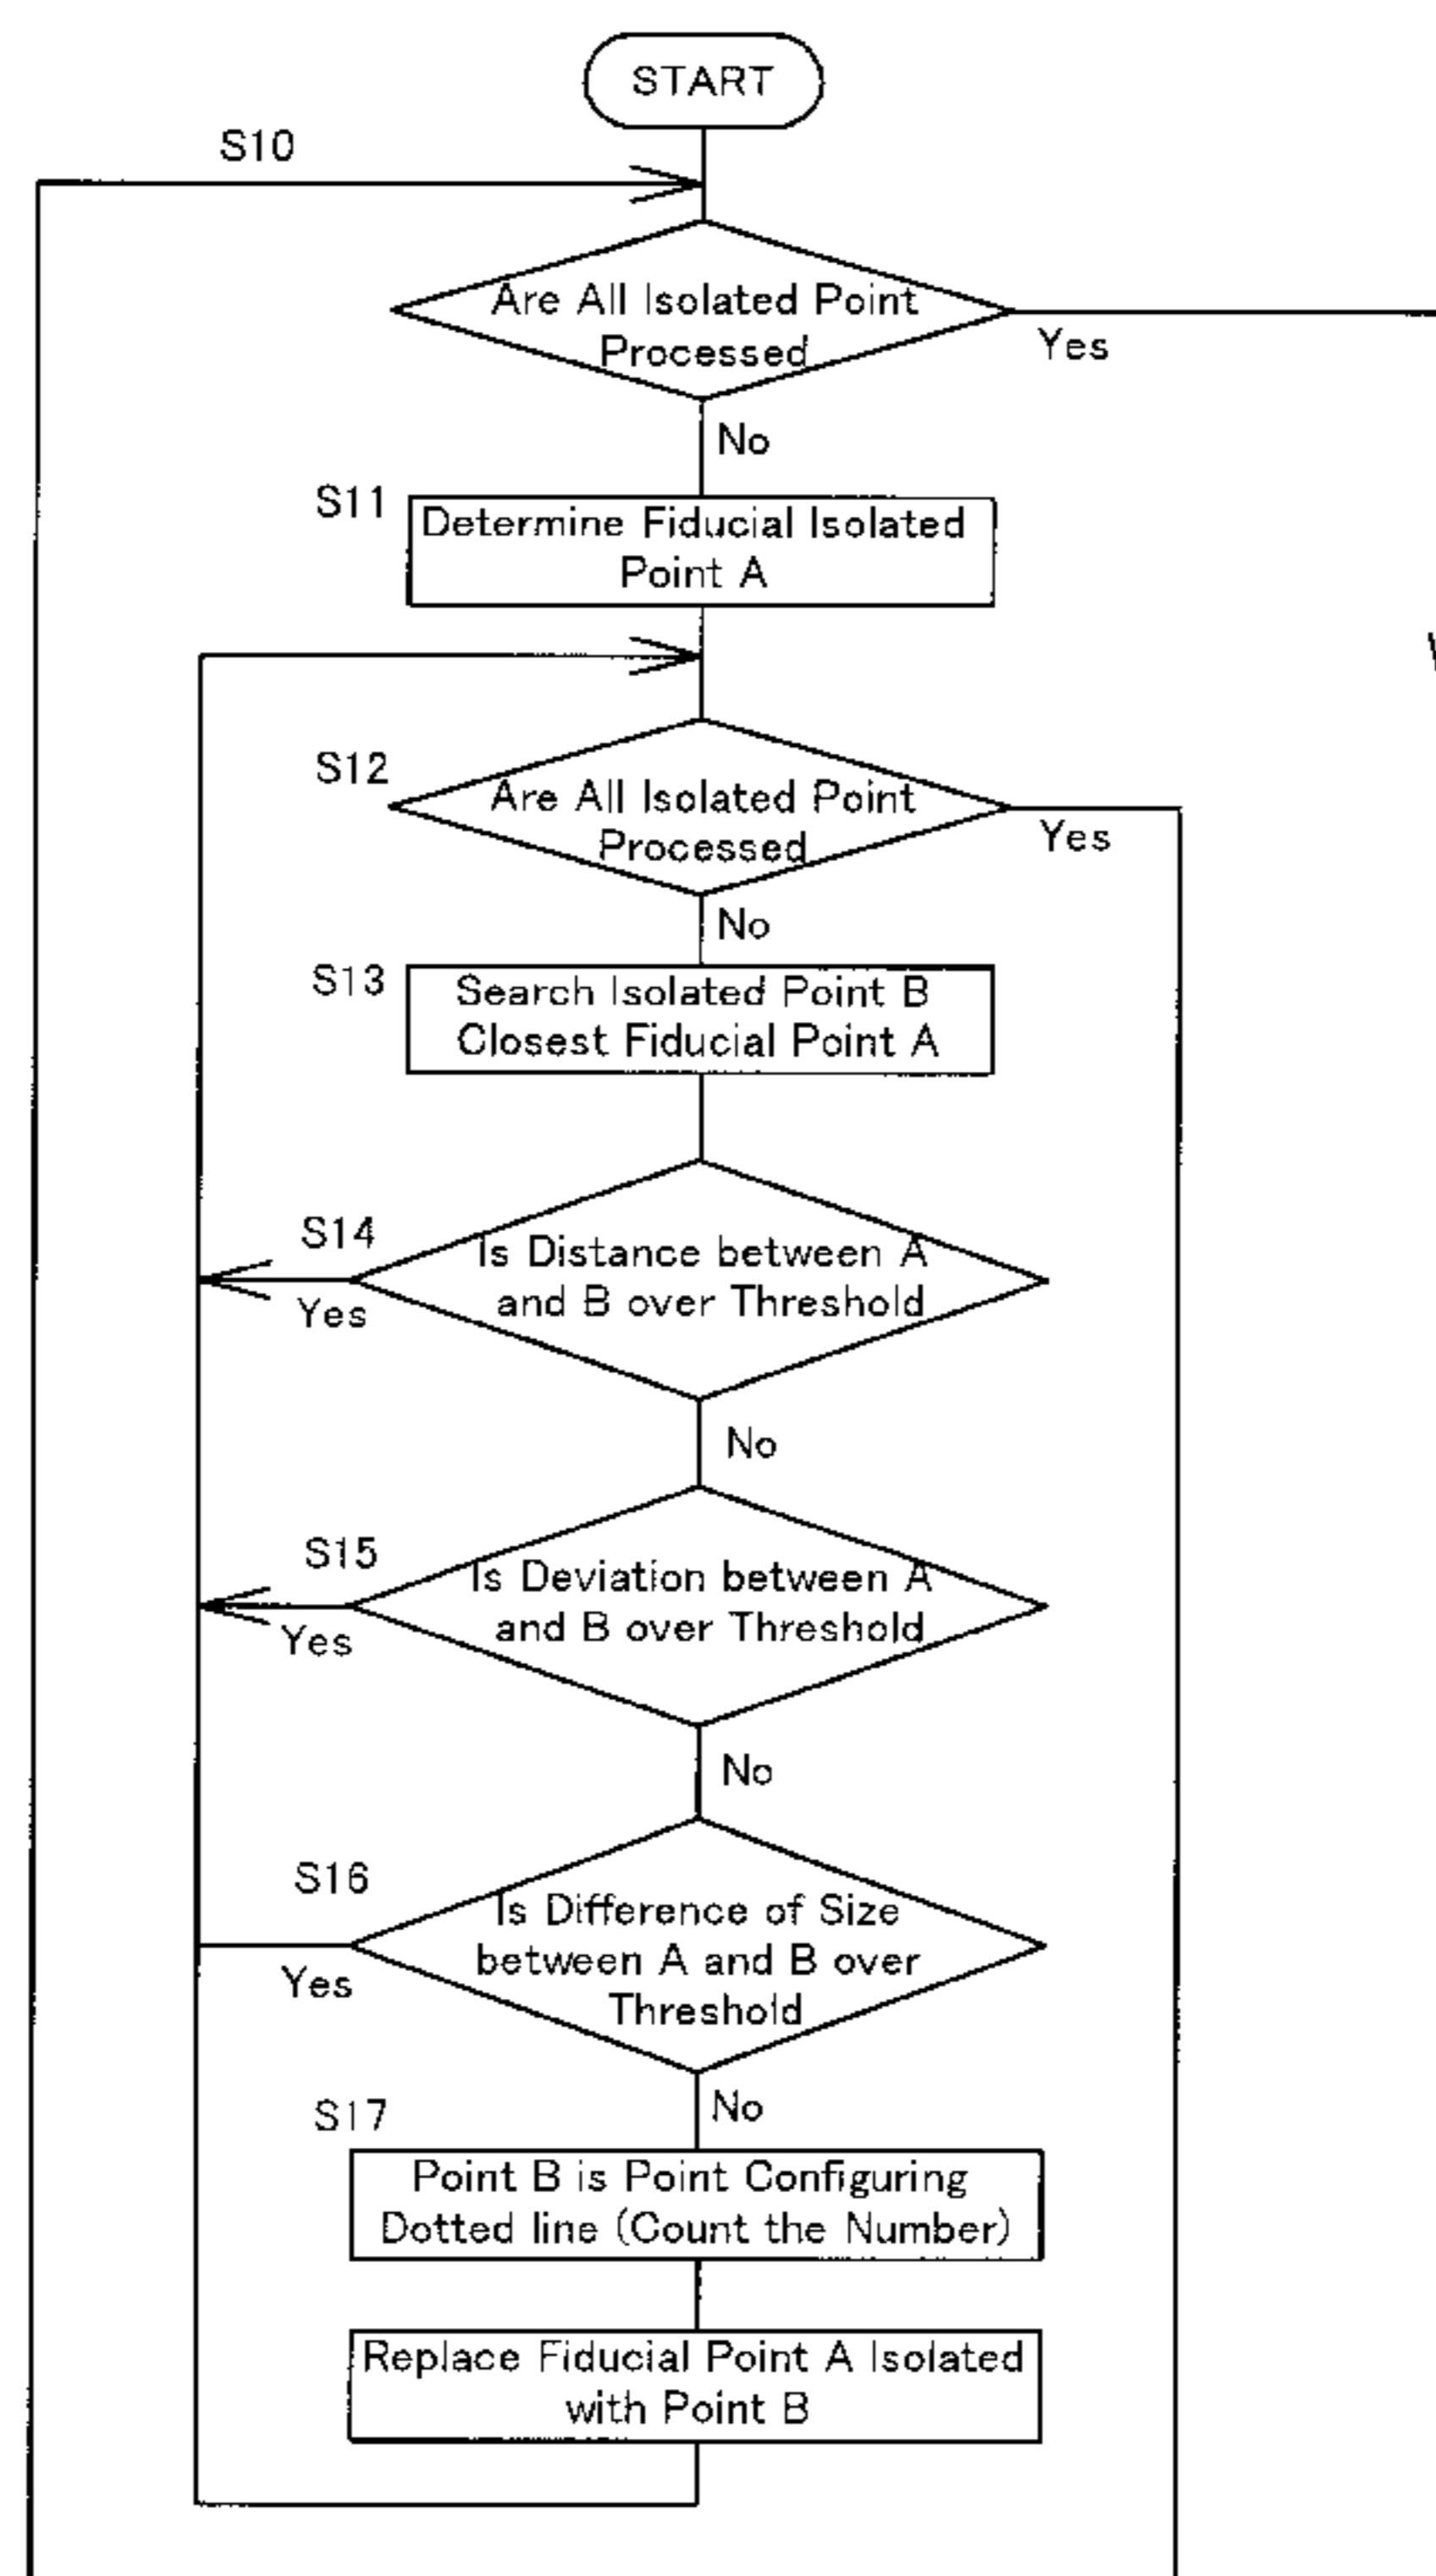 START
S10
Are All Isolated Point
Processed
Yes
No
S11
Determine Fiducial Isolated
Point A
S12
Are All Isolated Point
Processed
Yes
No
S13
Search Isolated Point B
Closest Fiducial Point A
S14
Is Distance between A
and B over Threshold
Yes
No
S15
Is Deviation between A
and B over Threshold
Yes
No
S16
Is Difference of Size
between A and B over
Threshold
Yes
No
S17
Point B is Point Configuring
Dotted line (Count the Number)
Replace Fiducial Point A Isolated
with Point B